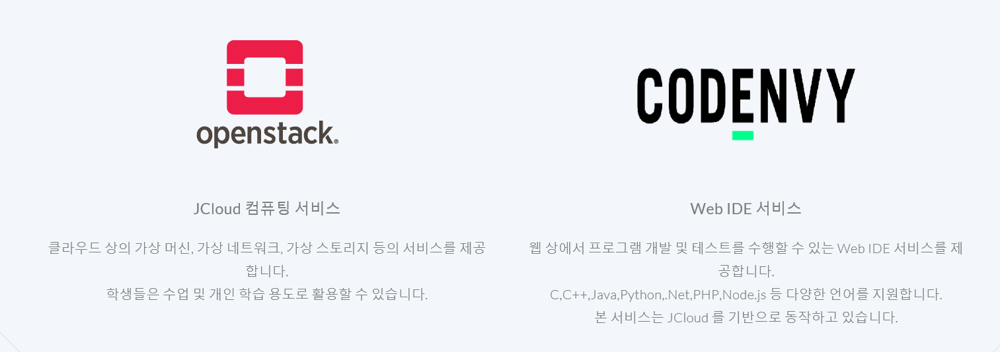 openstack®
CODENVY
JCloud 컴퓨팅 서비스
클라우드 상의 가상 머신, 가상 네트워크, 가상 스토리지 등의 서비스를 제공
합니다.
학생들은 수업 및 개인 학습 용도로 활용할 수 있습니다.
Web IDE 서비스
웹 상에서 프로그램 개발 및 테스트를 수행할 수 있는 Web IDE 서비스를 제
공합니다.
C,C++,Java,Python,.Net,PHP,Node.js 등 다양한 언어를 지원합니다.
본 서비스는 JCloud 를 기반으로 동작하고 있습니다.